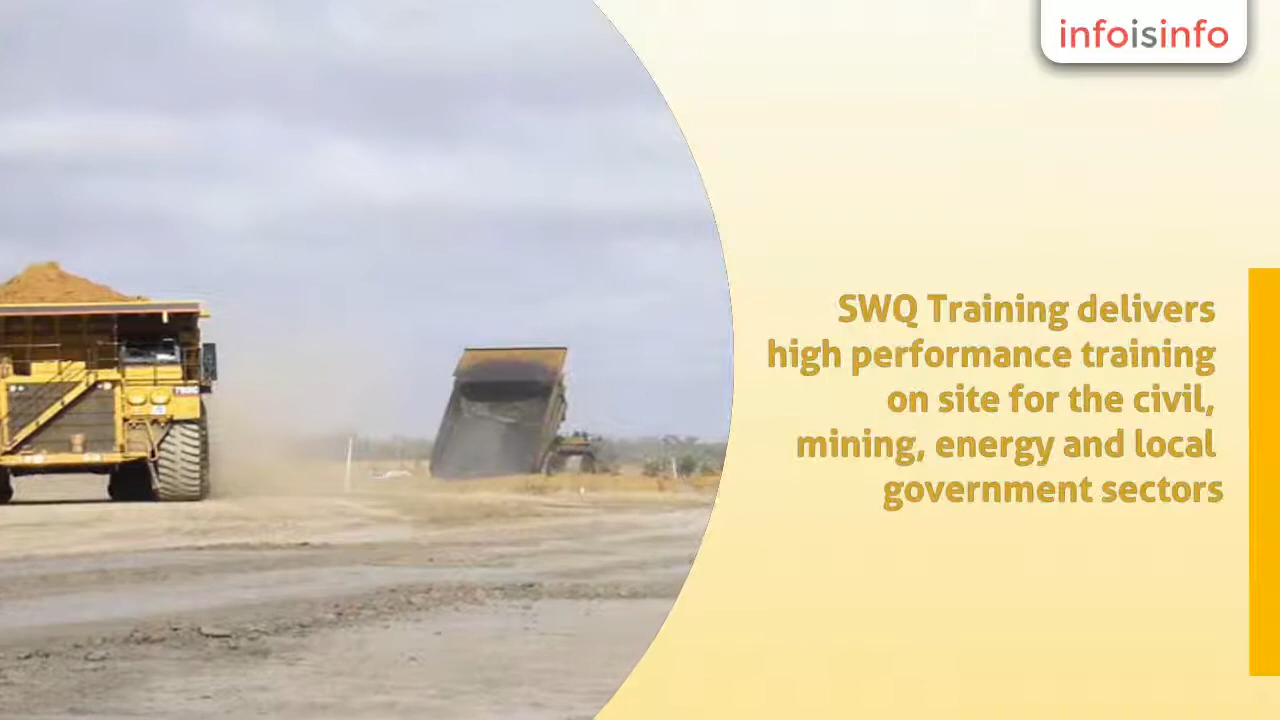 infoisinfo
SWQ Training delivers
high performance training
on site for the civil,
mining, energy and local
government sectors